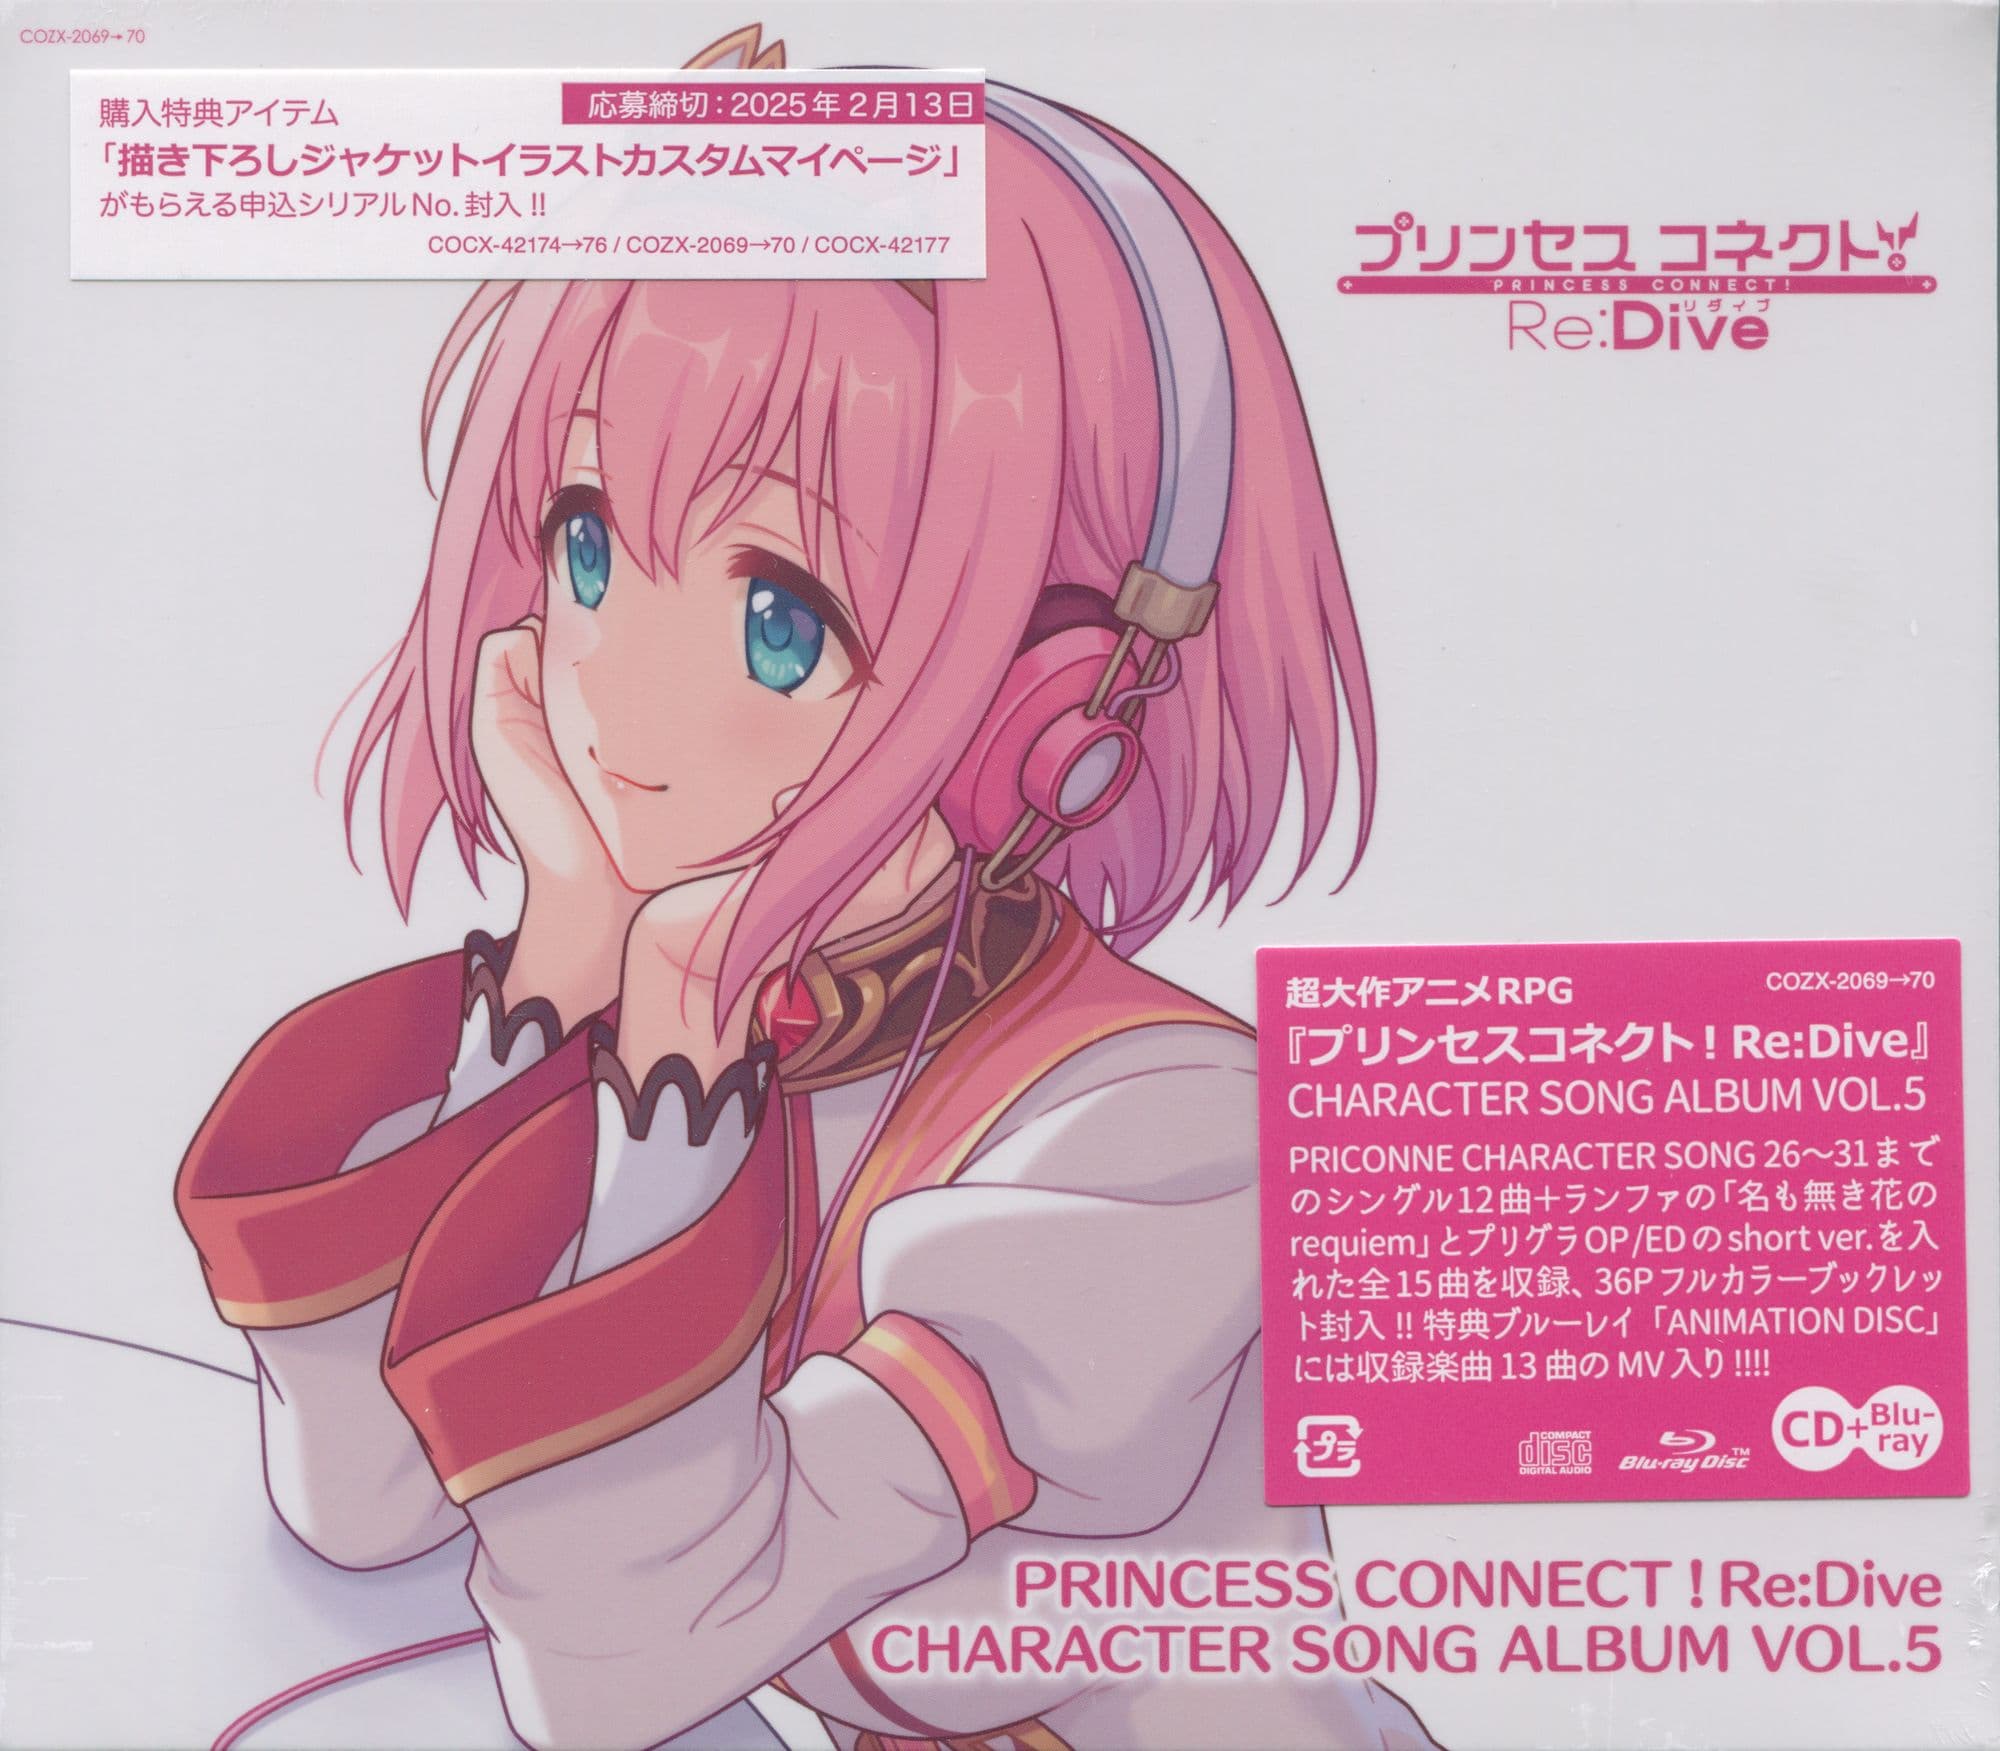 COZX-2069→70
購入特典アイテム
応募締切：2025年2月13日
「描き下ろしジャケットイラストカスタムマイページ」
がもらえる申込シリアルNo.封入!!
COCX-42174→76 / COZX-2069→70 / COCX-42177
プリンセスコネクト!
PRINCESS CONNECT!
リダイブ
Re:Dive
超大作アニメRPG
COZX-2069→70
『プリンセスコネクト！Re:Dive』
CHARACTER SONG ALBUM VOL.5
PRICONNE CHARACTER SONG 26～31まで
のシングル12曲＋ランファの「名も無き花の
requiem」とプリグラOP/EDのshort ver.を入
れた全15曲を収録、36Pフルカラーブックレッ
ト封入!!特典ブルーレイ「ANIMATION DISC」
には収録楽曲13曲のMV入り!!!!
プラ
COMPACT
disc
DIGITAL AUDIO
Blu-ray Disc™
CD+Blu-
ray
PRINCESS CONNECT！Re:Dive
CHARACTER SONG ALBUM VOL.5